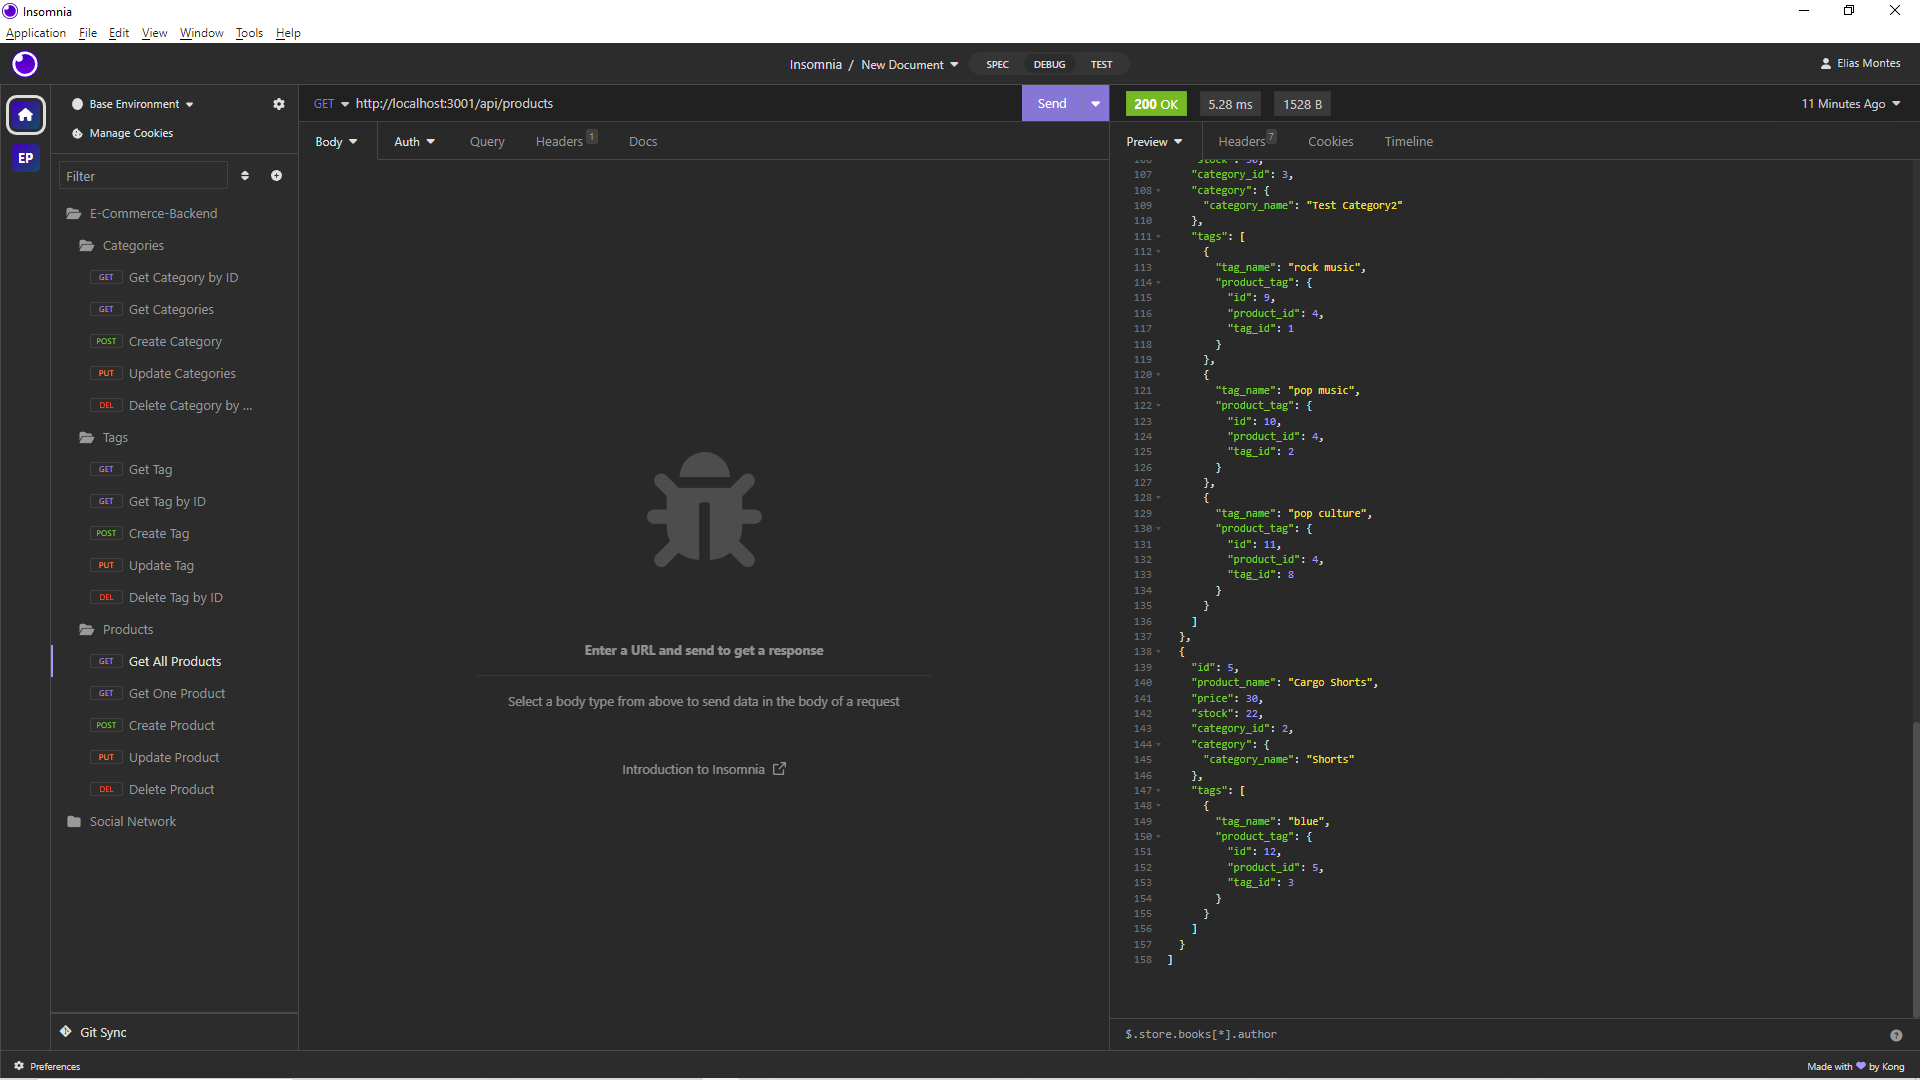 Insomnia
Application File Edit View Window Tools Help
Insomnia / New Document SPEC DEBUG TEST Elias Montes
EP
Base Environment
Manage Cookies
Filter
E-Commerce-Backend
Categories
GET Get Category by ID
GET Get Categories
POST Create Category
PUT Update Categories
DEL Delete Category by ...
Tags
GET Get Tag
GET Get Tag by ID
POST Create Tag
PUT Update Tag
DEL Delete Tag by ID
Products
GET Get All Products
GET Get One Product
POST Create Product
PUT Update Product
DEL Delete Product
Social Network
Git Sync
GET http://localhost:3001/api/products Send
Body Auth Query Headers 1 Docs
Enter a URL and send to get a response
Select a body type from above to send data in the body of a request
Introduction to Insomnia
200 OK 5.28 ms 1528 B 11 Minutes Ago
Preview Headers 7 Cookies Timeline
107 "category_id": 3,
108 "category": {
109 "category_name": "Test Category2"
110 },
111 "tags": [
112 {
113 "tag_name": "rock music",
114 "product_tag": {
115 "id": 9,
116 "product_id": 4,
117 "tag_id": 1
118 }
119 },
120 {
121 "tag_name": "pop music",
122 "product_tag": {
123 "id": 10,
124 "product_id": 4,
125 "tag_id": 2
126 }
127 },
128 {
129 "tag_name": "pop culture",
130 "product_tag": {
131 "id": 11,
132 "product_id": 4,
133 "tag_id": 8
134 }
135 }
136 ]
137 },
138 {
139 "id": 5,
140 "product_name": "Cargo Shorts",
141 "price": 30,
142 "stock": 22,
143 "category_id": 2,
144 "category": {
145 "category_name": "Shorts"
146 },
147 "tags": [
148 {
149 "tag_name": "blue",
150 "product_tag": {
151 "id": 12,
152 "product_id": 5,
153 "tag_id": 3
154 }
155 }
156 ]
157 }
158 ]
$.store.books[*].author
Preferences
Made with by Kong